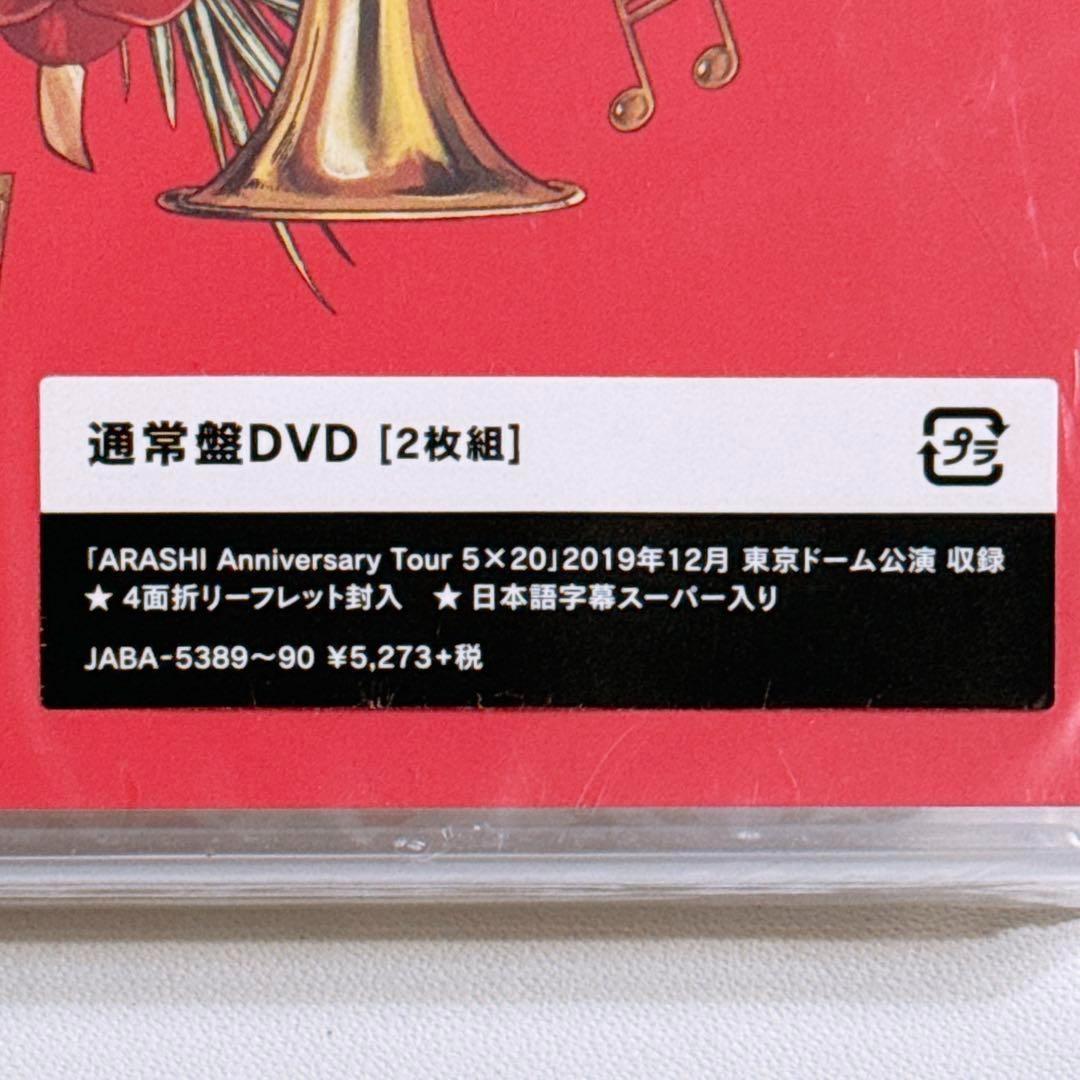 通常盤DVD [2枚組]
プラ
「ARASHI Anniversary Tour 5×20」2019年12月 東京ドーム公演 収録
★ 4面折リーフレット封入 ★ 日本語字幕スーパー入り
JABA-5389〜90 ¥5,273+税